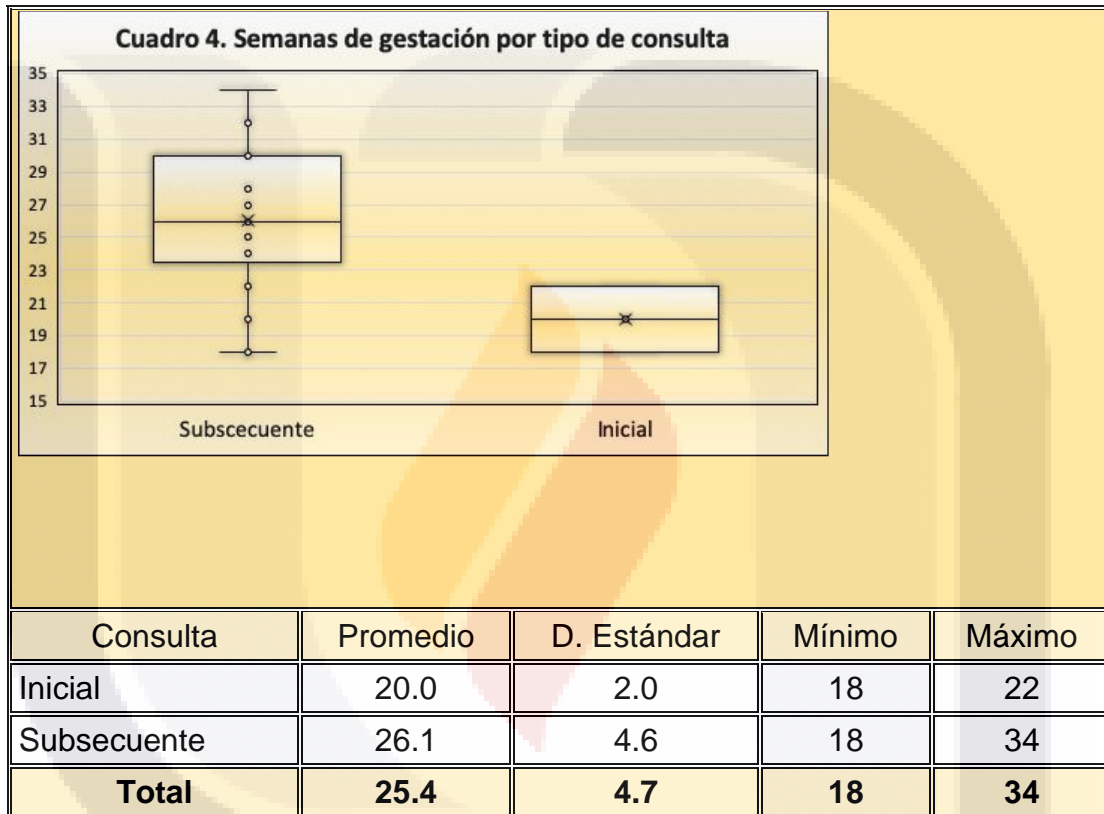 Cuadro 4. Semanas de gestación por tipo de consulta
35
33
31
29
27
25
23
21
19
17
15
Subscecuente Inicial
Consulta Promedio D. Estándar Mínimo Máximo
Inicial 20.0 2.0 18 22
Subsecuente 26.1 4.6 18 34
Total 25.4 4.7 18 34